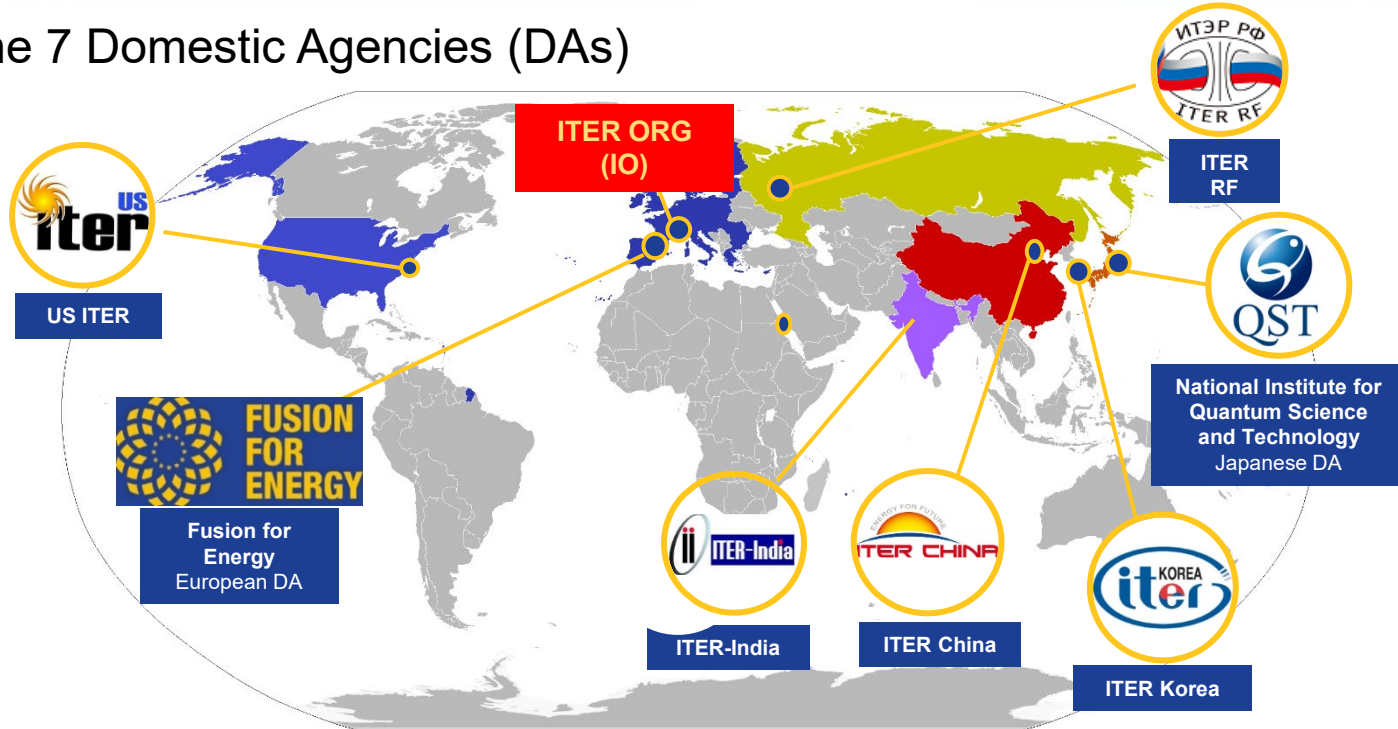 ne 7 Domestic Agencies (DAs)
ИТЭР РФ
ITER RF
ITER
RF
ITER ORG
(IO)
US
iter
US ITER
QST
National Institute for
Quantum Science
and Technology
Japanese DA
FUSION
FOR
ENERGY
Fusion for
Energy
European DA
ii ITER-India
ITER-India
ENERGY FOR FUTURE
ITER CHINA
ITER China
KOREA
iter
ITER Korea